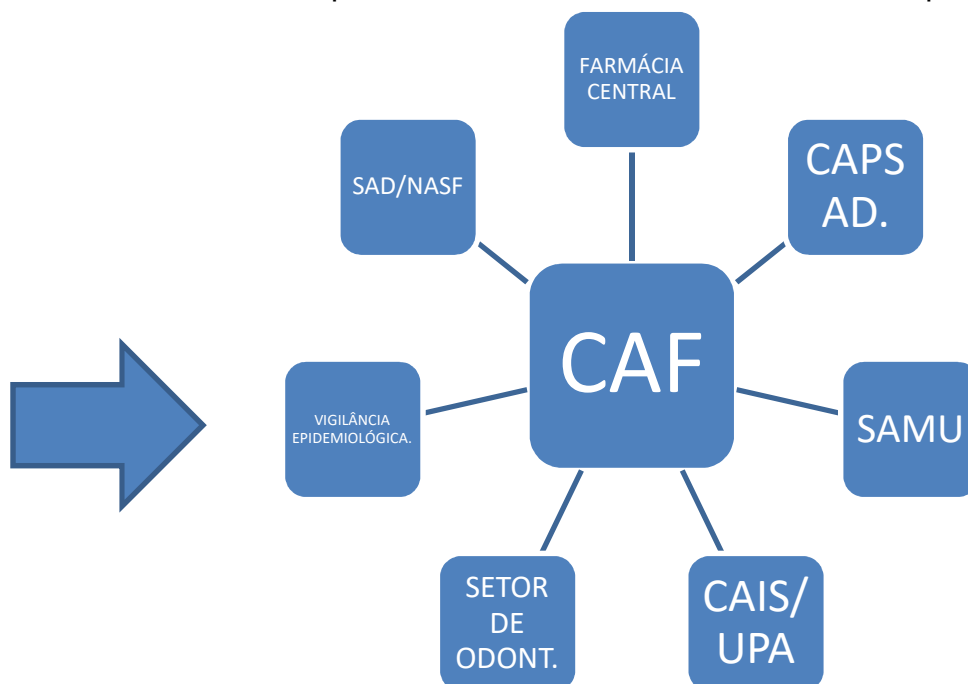 FARMÁCIA
CENTRAL
CAPS
AD.
SAD/NASF
CAF
VIGILÂNCIA
EPIDEMIOLÓGICA.
SAMU
SETOR
DE
ODONT.
CAIS/
UPA